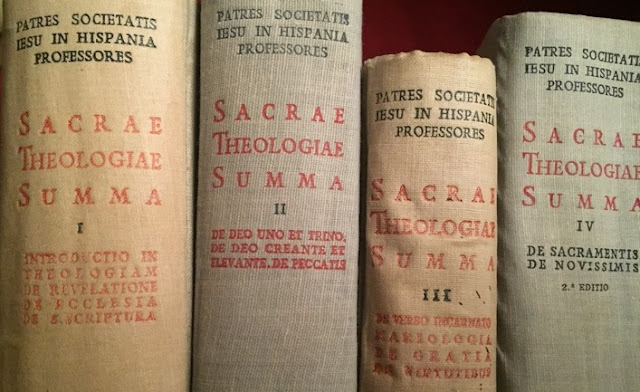 PATRES SOCIETATIS
IESU IN HISPANIA
PROFESSORES
SACRAE
THEOLOGIAE
SUMMA
I
INTRODUCTIO IN
THEOLOGIAM
DE REVELATIONE
DE ECCLESIA
DE S. SCRIPTURA
PATRES SOCIETATIS
IESU IN HISPANIA
PROFESSORES
SACRAE
THEOLOGIAE
SUMMA
II
DE DEO UNO ET TRINO,
DE DEO CREANTE ET
ELEVANTE. DE PECCATIS
PATRES SOCIETATIS
IESU IN HISPANIA
PROFESSORES
SACRAE
THEOLOGIAE
SUMMA
III
DE VERBO INCARNATO
MARIOLOGIA
DE GRATIA
DE VIRTUTIBUS
PATRES SOCIETATIS
IESU IN HISPANIA
PROFESSORES
SACRAE
THEOLOGIAE
SUMMA
IV
DE SACRAMENTIS
DE NOVISSIMIS
2.ª EDITIO